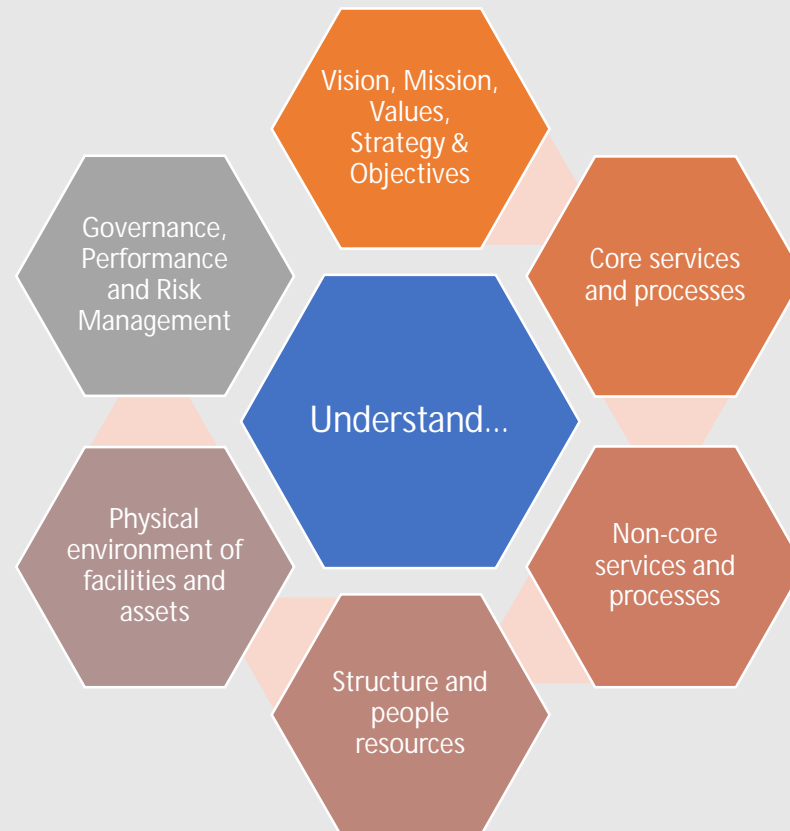 Vision, Mission,
Values,
Strategy &
Objectives
Core services
and processes
Non-core
services and
processes
Structure and
people
resources
Physical
environment of
facilities and
assets
Governance,
Performance
and Risk
Management
Understand...